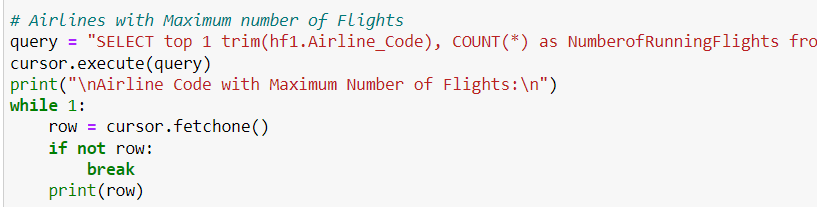 # Airlines with Maximum number of Flights
query = "SELECT top 1 trim(hf1.Airline_Code), COUNT(*) as NumberofRunningFlights fro
cursor.execute(query)
print("\nAirline Code with Maximum Number of Flights:\n")
while 1:
    row = cursor.fetchone()
    if not row:
        break
    print(row)